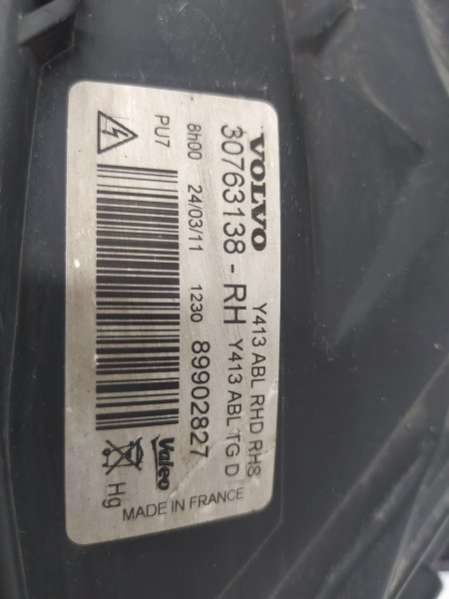 VOLVO Y413 ABL RHD RH8
30763138 - RH Y413 ABL TG D
8h00 24/03/11 1230 89902827
PU7
Valeo
Hg MADE IN FRANCE